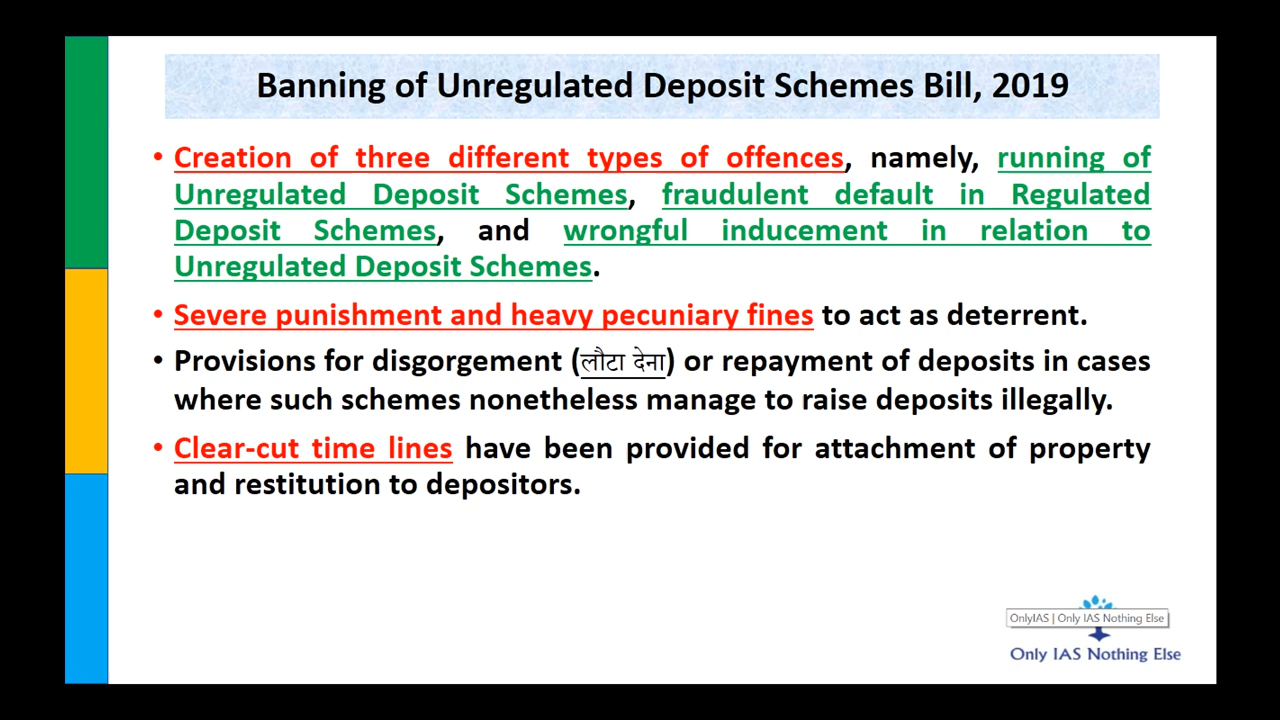 Banning of Unregulated Deposit Schemes Bill, 2019
• Creation of three different types of offences, namely, running of
Unregulated Deposit Schemes, fraudulent default in Regulated
Deposit Schemes, and wrongful inducement in relation to
Unregulated Deposit Schemes.
• Severe punishment and heavy pecuniary fines to act as deterrent.
• Provisions for disgorgement (लौटा देना) or repayment of deposits in cases
where such schemes nonetheless manage to raise deposits illegally.
• Clear-cut time lines have been provided for attachment of property
and restitution to depositors.
OnlyIAS | Only IAS Nothing Else
Only IAS Nothing Else